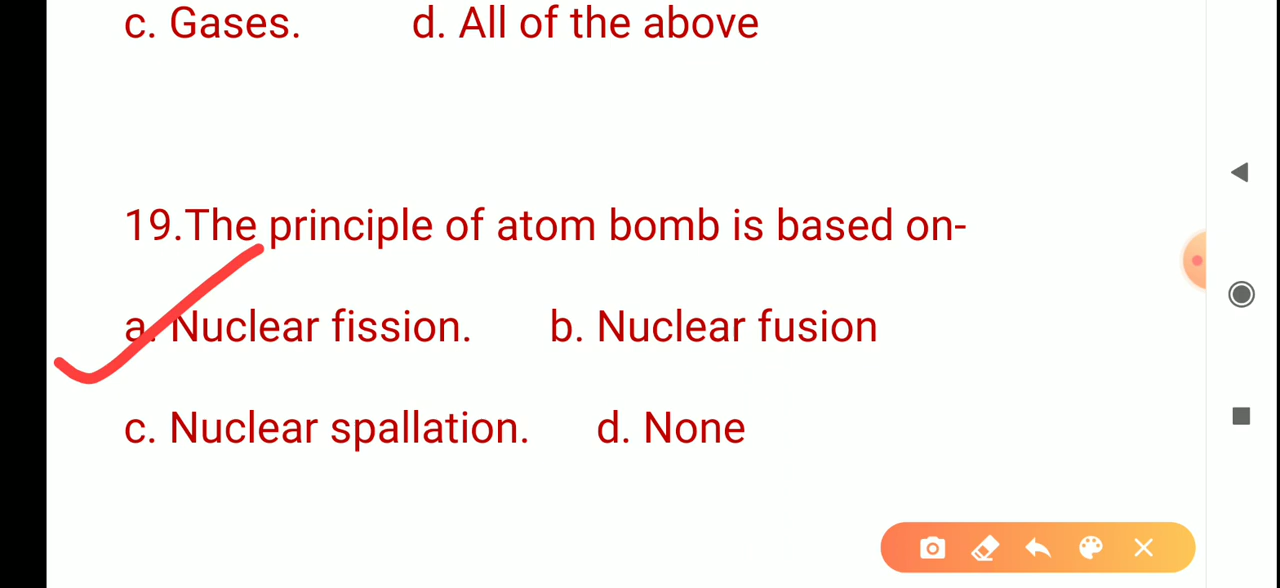 c. Gases. d. All of the above
19.The principle of atom bomb is based on-
a. Nuclear fission. b. Nuclear fusion
c. Nuclear spallation. d. None